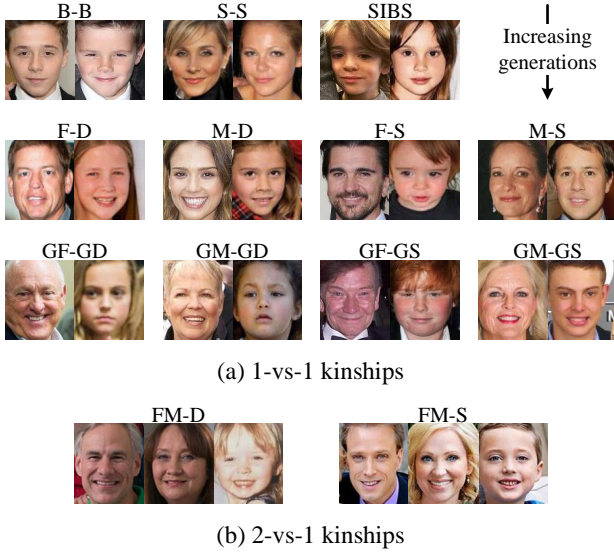 B-B S-S SIBS
Increasing
generations
F-D M-D F-S M-S
GF-GD GM-GD GF-GS GM-GS
M
(a) 1-vs-1 kinships
FM-D FM-S
(b) 2-vs-1 kinships